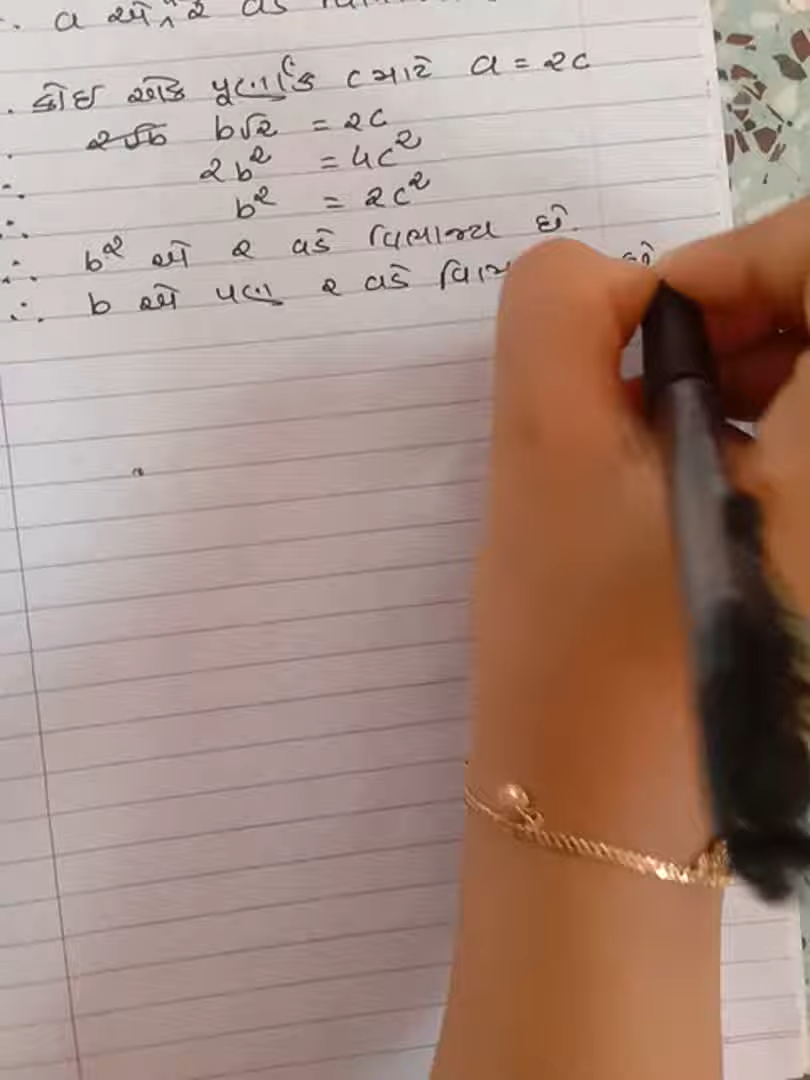 ∴ a એ 2 વડે
∴ કોઇ એક પૂર્ણાંક c માટે a = 2c
∴ b√2 = 2c
∴ 2b² = 4c²
∴ b² = 2c²
∴ b² એ 2 વડે વિભાજ્ય છે.
∴ b એ પણ 2 વડે